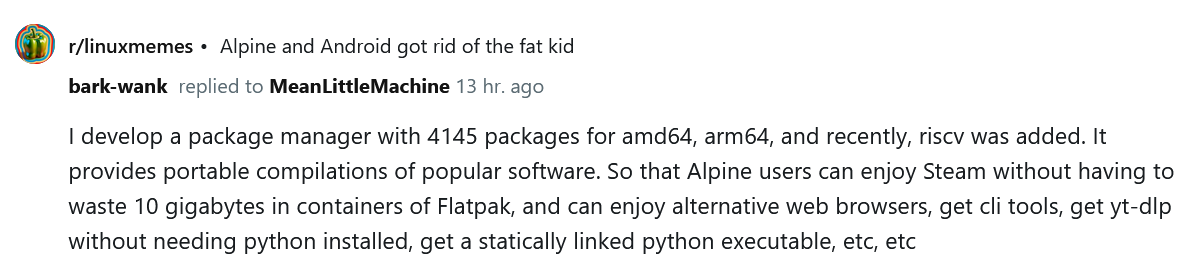 r/linuxmemes • Alpine and Android got rid of the fat kid
bark-wank replied to MeanLittleMachine 13 hr. ago
I develop a package manager with 4145 packages for amd64, arm64, and recently, riscv was added. It
provides portable compilations of popular software. So that Alpine users can enjoy Steam without having to
waste 10 gigabytes in containers of Flatpak, and can enjoy alternative web browsers, get cli tools, get yt-dlp
without needing python installed, get a statically linked python executable, etc, etc